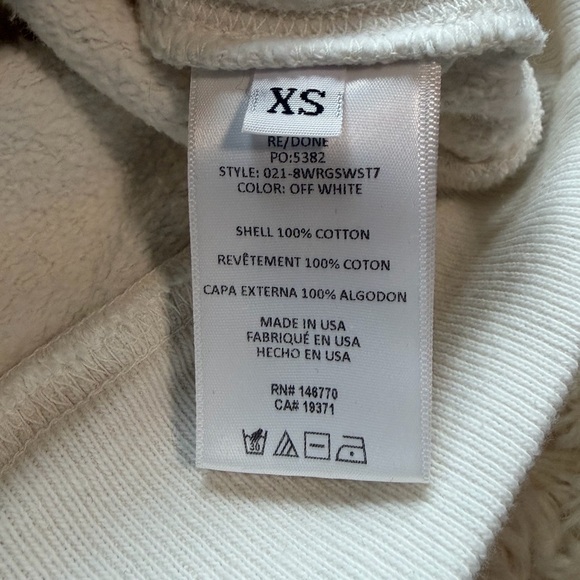 XS
RE/DONE
PO:5382
STYLE: 021-8WRGSWST7
COLOR: OFF WHITE
SHELL 100% COTTON
REVÊTEMENT 100% COTON
CAPA EXTERNA 100% ALGODON
MADE IN USA
FABRIQUÉ EN USA
HECHO EN USA
RN# 146770
CA# 19371
30